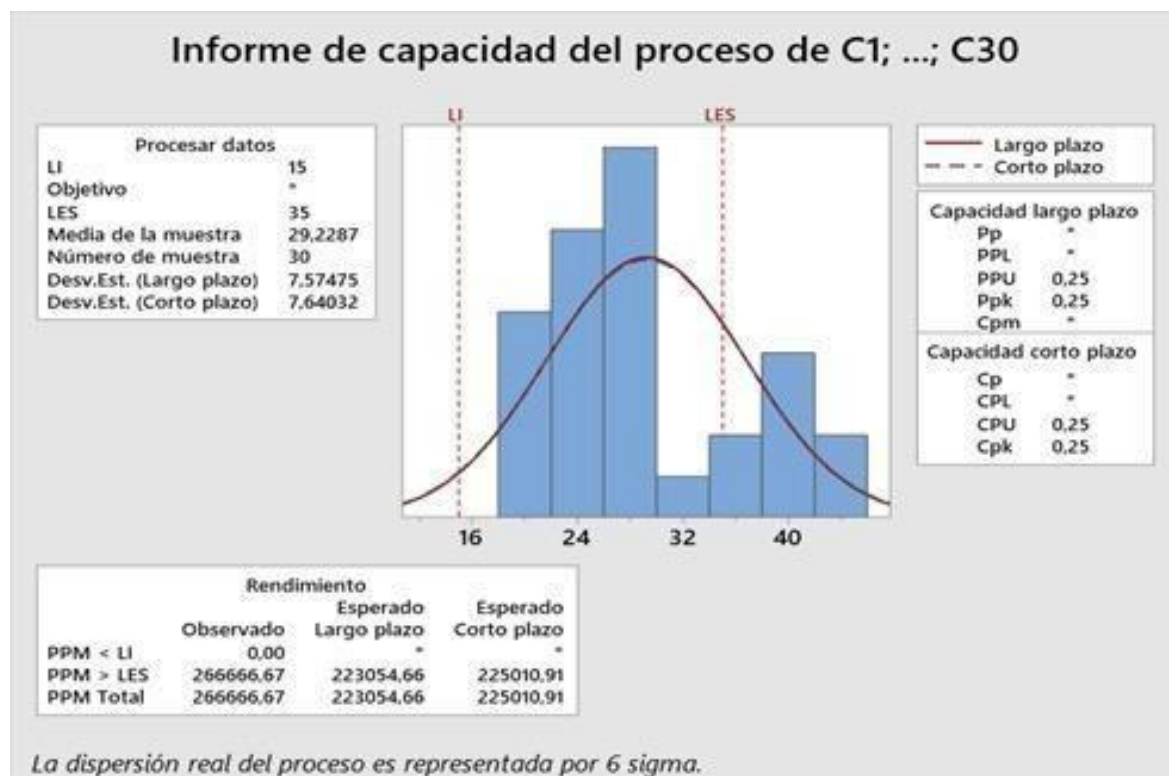 Informe de capacidad del proceso de C1; ...; C30
LI LES
Procesar datos
LI 15
Objetivo *
LES 35
Media de la muestra 29,2287
Número de muestra 30
Desv.Est. (Largo plazo) 7,57475
Desv.Est. (Corto plazo) 7,64032
Largo plazo
Corto plazo
Capacidad largo plazo
Pp *
PPL *
PPU 0,25
Ppk 0,25
Cpm *
Capacidad corto plazo
Cp *
CPL *
CPU 0,25
Cpk 0,25
16 24 32 40
Rendimiento
Esperado Esperado
Observado Largo plazo Corto plazo
PPM < LI 0,00 * *
PPM > LES 266666,67 223054,66 225010,91
PPM Total 266666,67 223054,66 225010,91
La dispersión real del proceso es representada por 6 sigma.